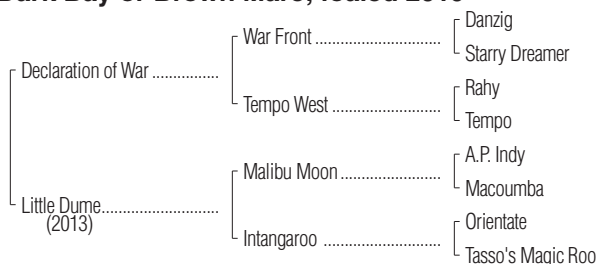 Dark Bay or Brown Mare; foaled
Danzig
War Front
Starry Dreamer
Declaration of War
Rahy
Tempo West
Tempo
A.P. Indy
Malibu Moon
Macoumba
Little Dume
(2013)
Orientate
Intangaroo
Tasso's Magic Roo